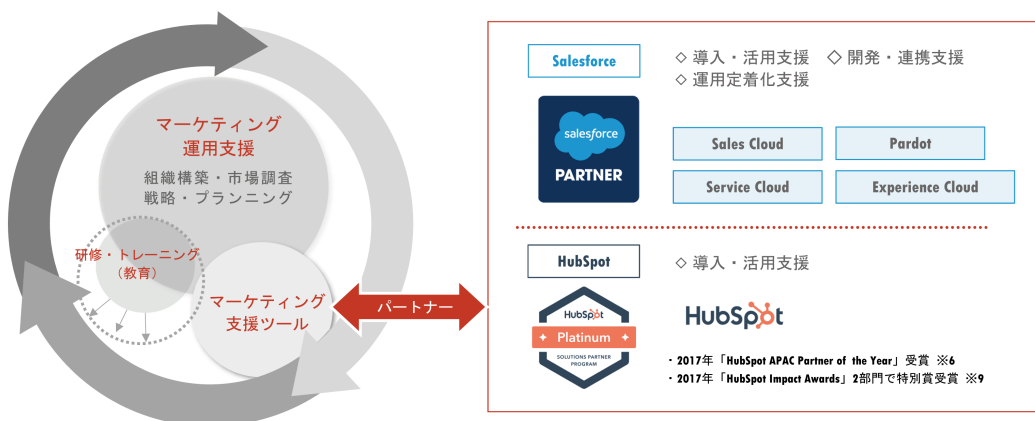 マーケティング
運用支援
組織構築・市場調査
戦略・プランニング
研修・トレーニング
（教育）
マーケティング
支援ツール
パートナー
Salesforce
◇ 導入・活用支援 ◇ 開発・連携支援
◇ 運用定着化支援
salesforce
PARTNER
Sales Cloud
Pardot
Service Cloud
Experience Cloud
HubSpot
◇ 導入・活用支援
HubSpot
Platinum
SOLUTIONS PARTNER
PROGRAM
HubSpot
・2017年「HubSpot APAC Partner of the Year」受賞 ※6
・2017年「HubSpot Impact Awards」2部門で特別賞受賞 ※9